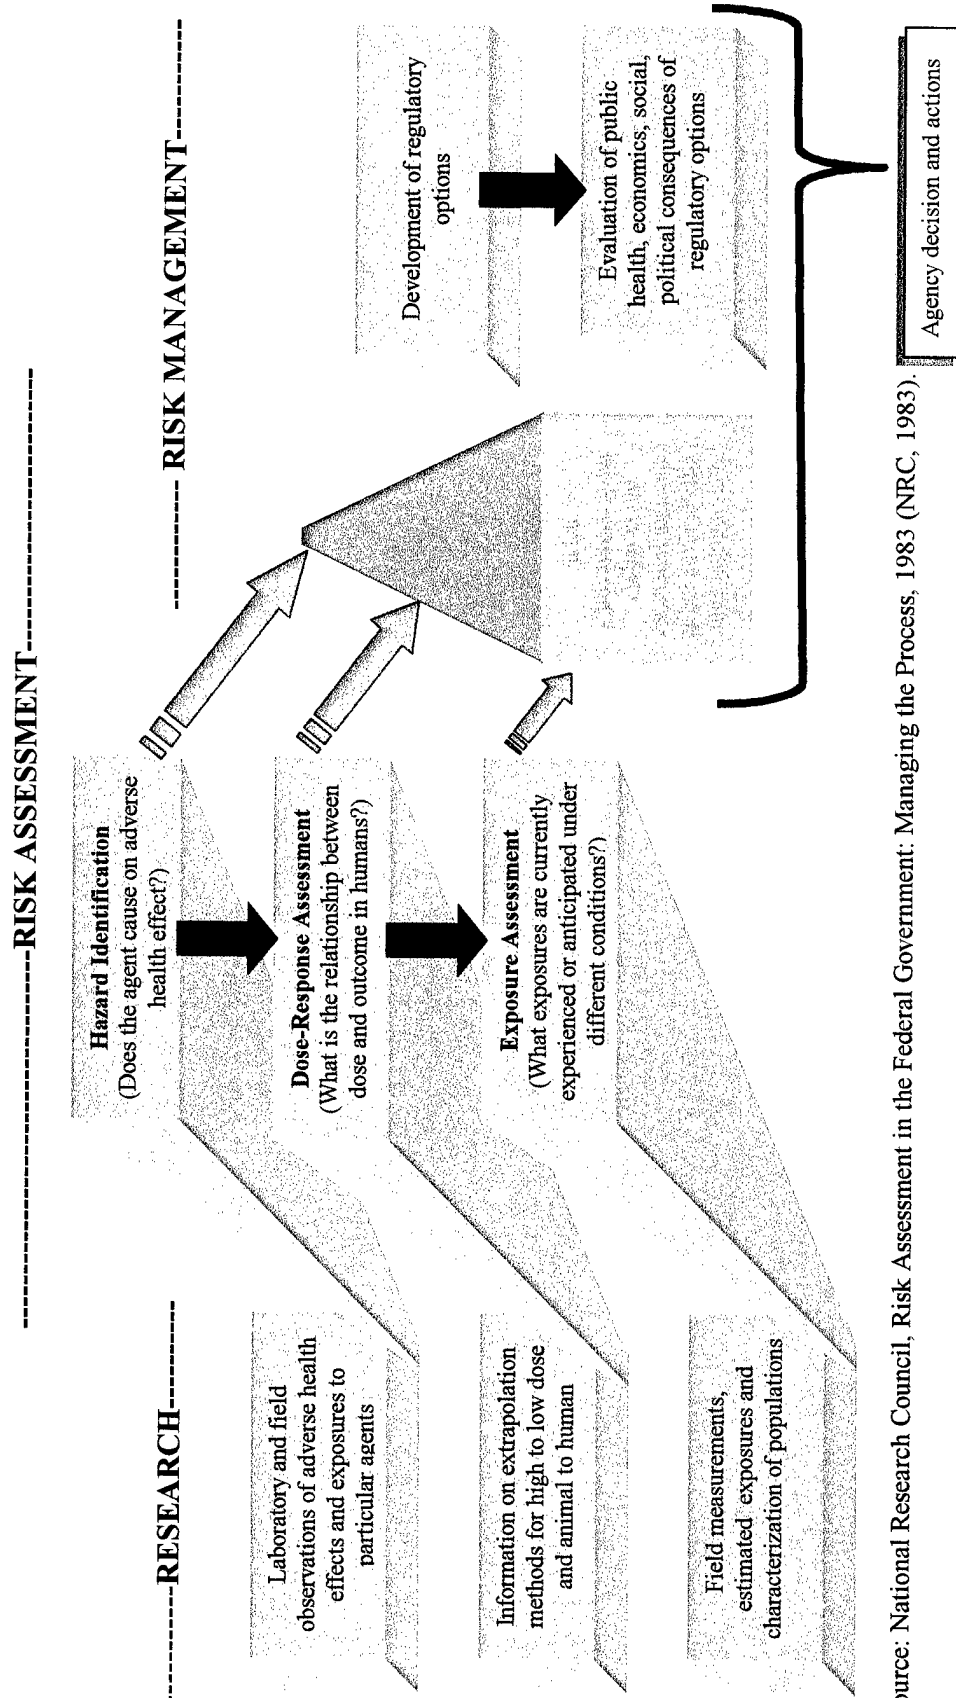 RISK ASSESSMENT
RESEARCH
RISK MANAGEMENT
Laboratory and field
observations of adverse health
effects and exposures to
particular agents
Information on extrapolation
methods for high to low dose
and animal to human
Field measurements,
estimated exposures and
characterization of populations
Hazard Identification
(Does the agent cause on adverse
health effect?)
Dose-Response Assessment
(What is the relationship between
dose and outcome in humans?)
Exposure Assessment
(What exposures are currently
experienced or anticipated under
different conditions?)
Development of regulatory
options
Evaluation of public
health, economics, social,
political consequences of
regulatory options
Agency decision and actions
ource: National Research Council, Risk Assessment in the Federal Government: Managing the Process, 1983 (NRC, 1983).